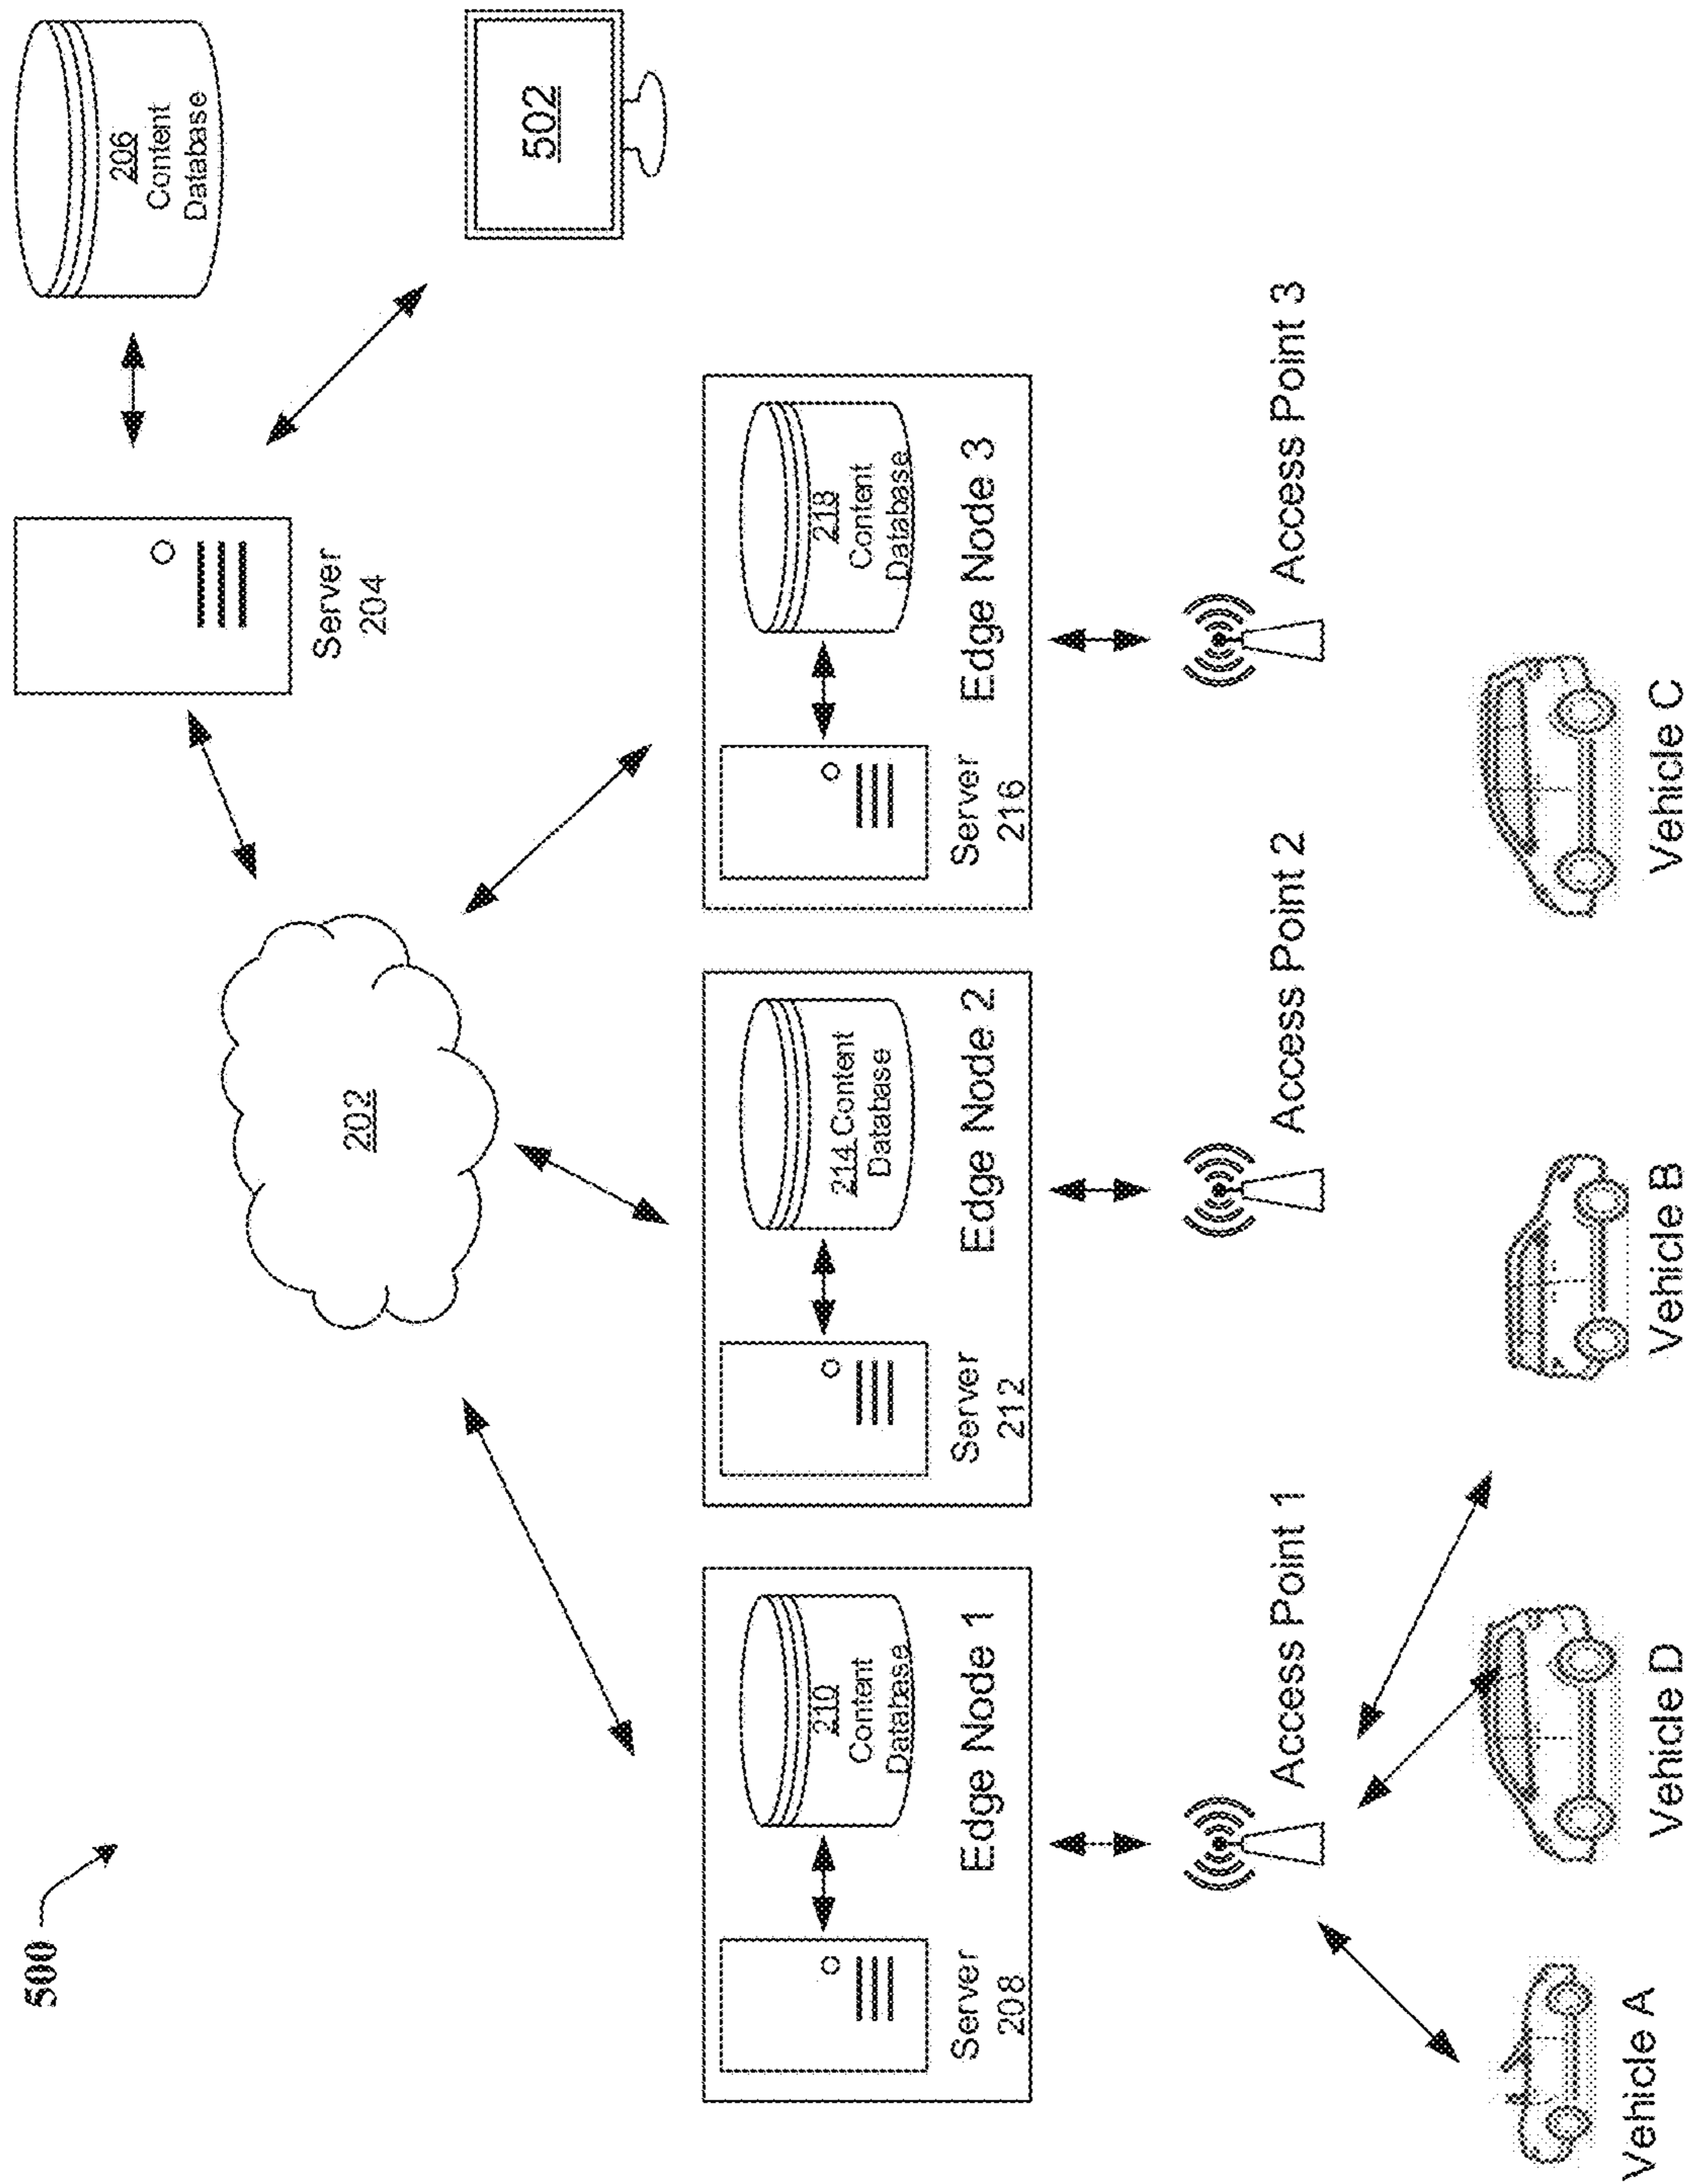 500
206
Content
Database
Server
204
502
202
210
Content
Database
Server
208
Edge Node 1
214 Content
Database
Server
212
Edge Node 2
218
Content
Database
Server
216
Edge Node 3
Access Point 1
Access Point 2
Access Point 3
Vehicle A
Vehicle D
Vehicle B
Vehicle C